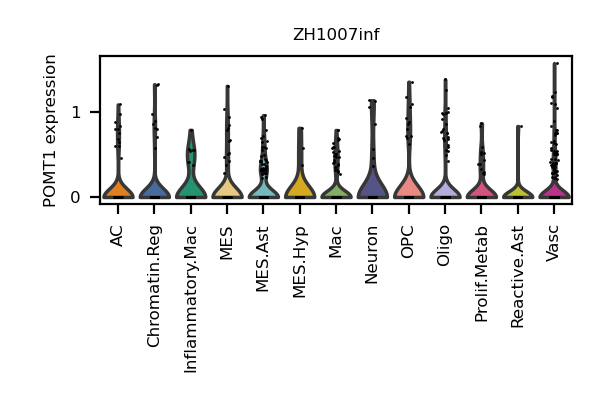 ZH1007inf
POMT1 expression
1
0
AC
Chromatin.Reg
Inflammatory.Mac
MES
MES.Ast
MES.Hyp
Mac
Neuron
OPC
Oligo
Prolif.Metab
Reactive.Ast
Vasc